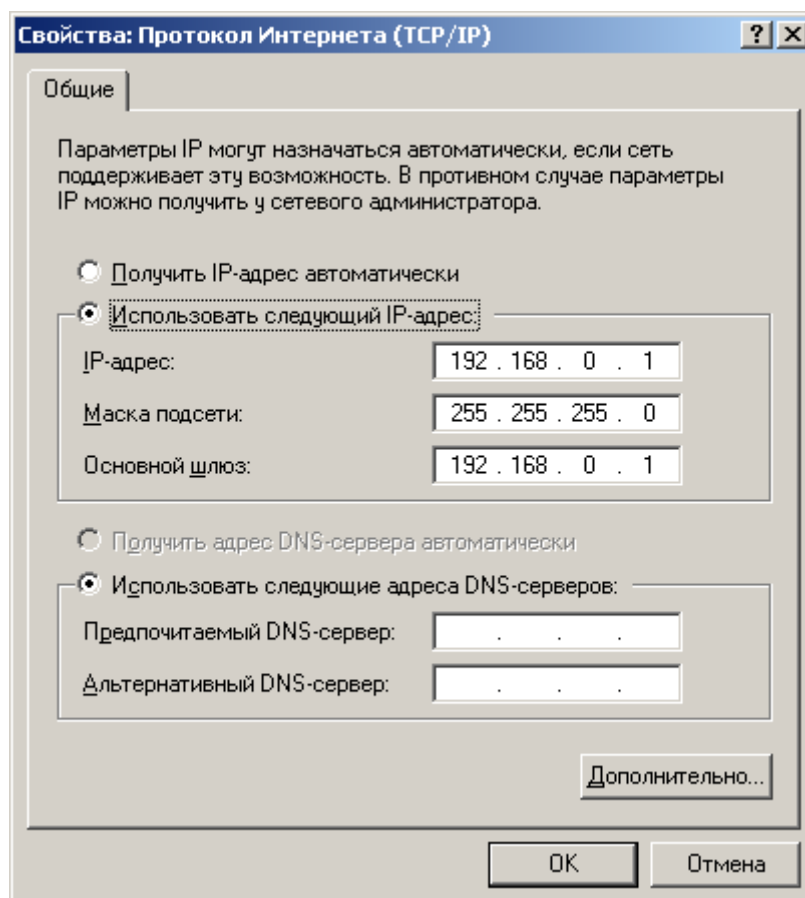 Свойства: Протокол Интернета (TCP/IP)
Общие
Параметры IP могут назначаться автоматически, если сеть
поддерживает эту возможность. В противном случае параметры
IP можно получить у сетевого администратора.
Получить IP-адрес автоматически
Использовать следующий IP-адрес:
IP-адрес: 192 . 168 . 0 . 1
Маска подсети: 255 . 255 . 255 . 0
Основной шлюз: 192 . 168 . 0 . 1
Получить адрес DNS-сервера автоматически
Использовать следующие адреса DNS-серверов:
Предпочитаемый DNS-сервер: . . .
Альтернативный DNS-сервер: . . .
Дополнительно...
OK Отмена